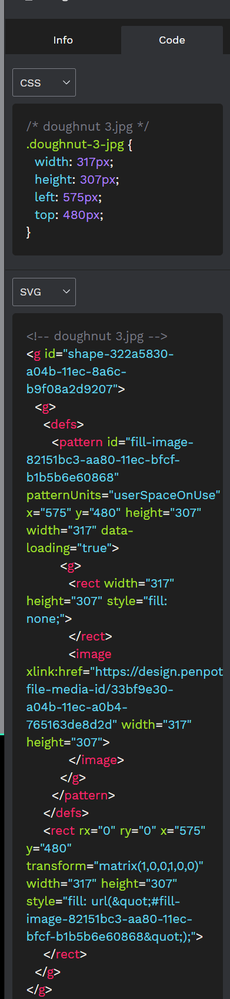 Info
Code
CSS
/* doughnut 3.jpg */
.doughnut-3-jpg {
width: 317px;
height: 307px;
left: 575px;
top: 480px;
}
SVG
<!-- doughnut 3.jpg -->
<g id="shape-322a5830-
a04b-11ec-8a6c-
b9f08a2d9207">
<g>
<defs>
<pattern id="fill-image-
82151bc3-aa80-11ec-bfcf-
b1b5b6e60868"
patternUnits="userSpaceOnUse"
x="575" y="480" height="307"
width="317" data-
loading="true">
<g>
<rect width="317"
height="307" style="fill:
none;">
</rect>
<image
xlink:href="https://design.penpot
file-media-id/33bf9e30-
a04b-11ec-a0b4-
765163de8d2d" width="317"
height="307">
</image>
</g>
</pattern>
</defs>
<rect rx="0" ry="0" x="575"
y="480"
transform="matrix(1,0,0,1,0,0)"
width="317" height="307"
style="fill: url(&quot;#fill-
image-82151bc3-aa80-11ec-
bfcf-b1b5b6e60868&quot;);">
</rect>
</g>
</g>